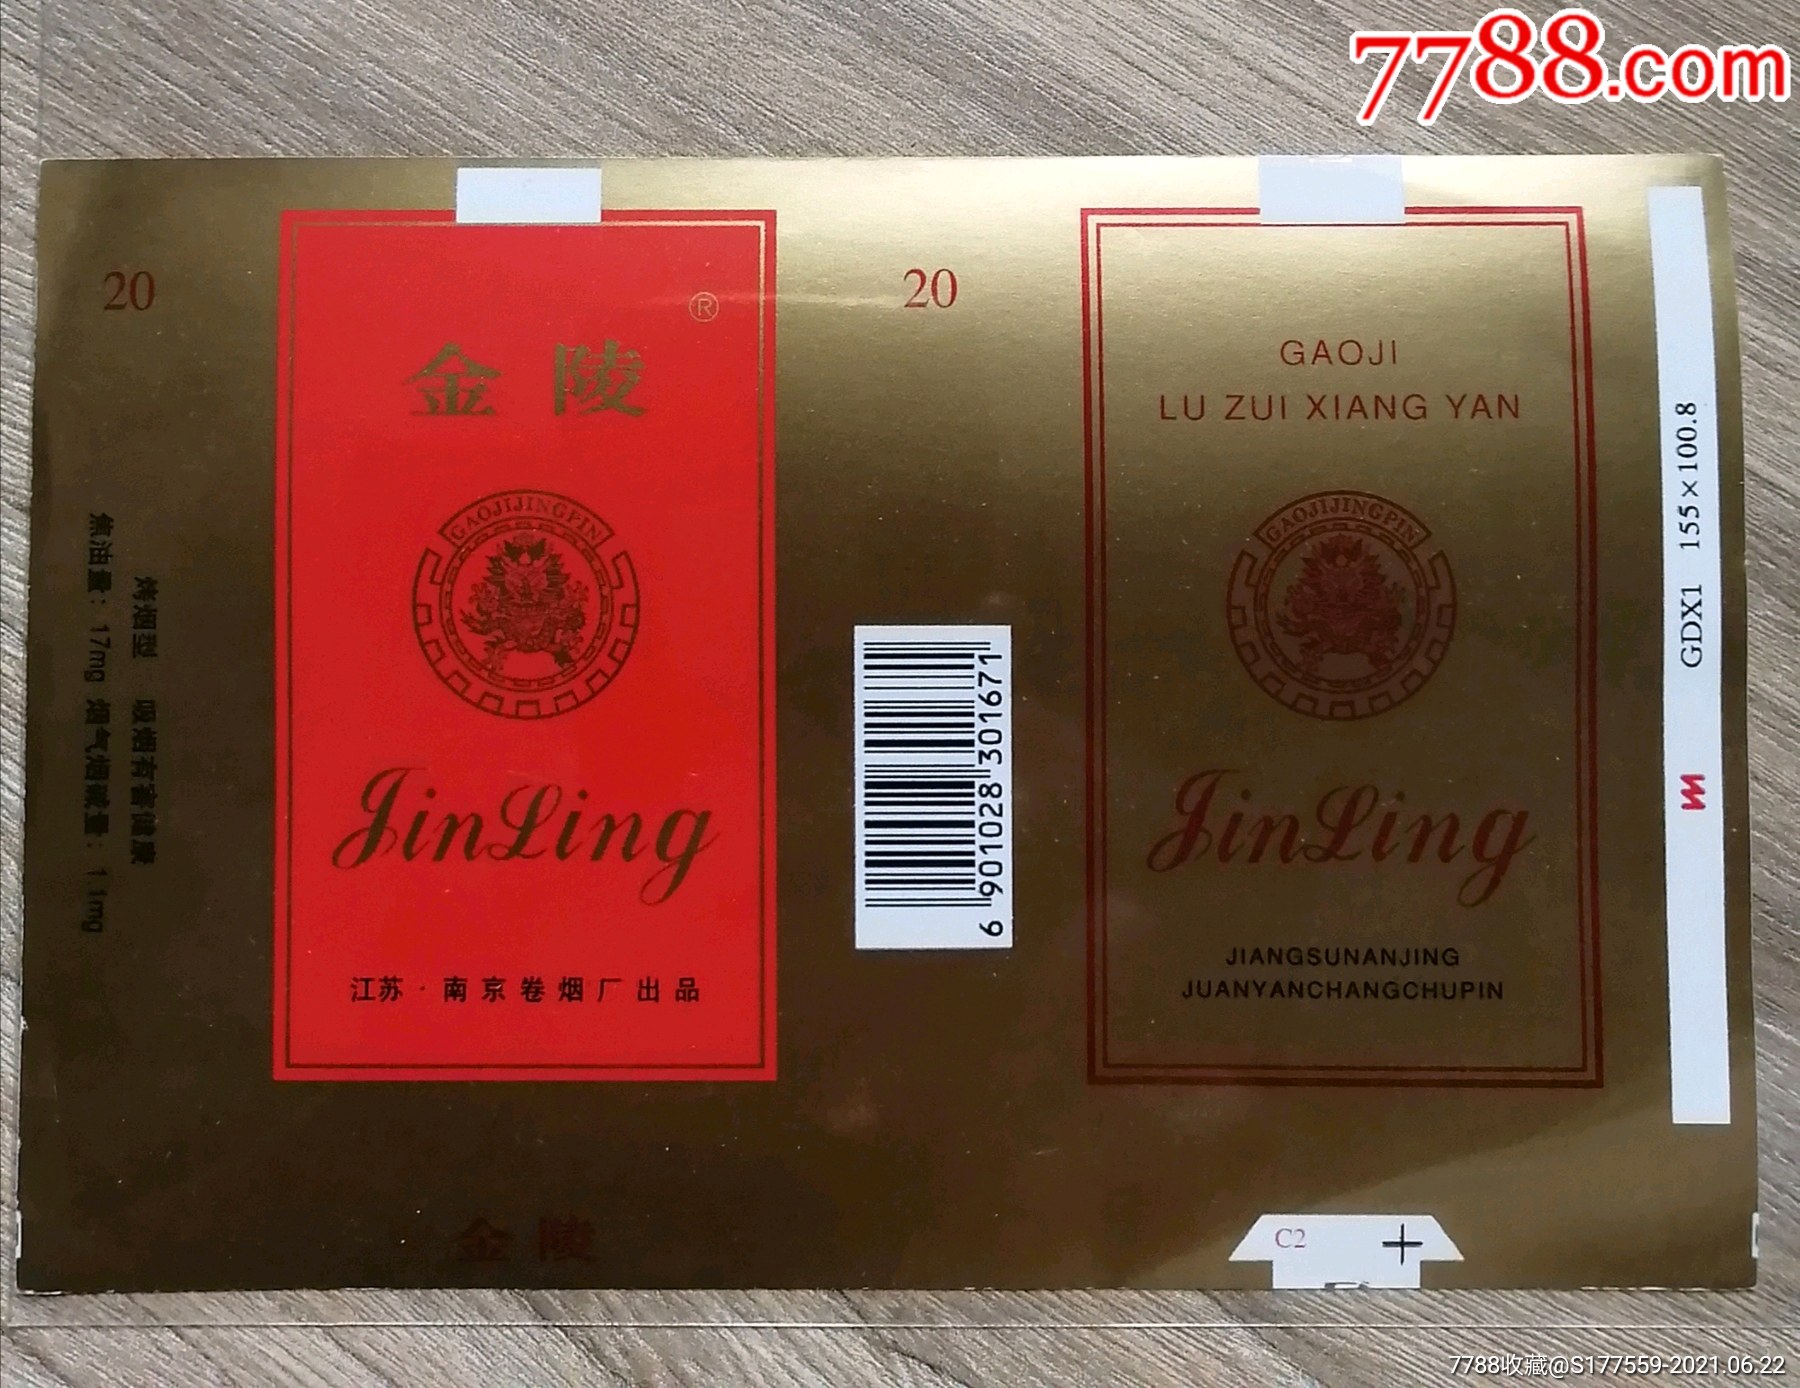 7788.com
20
金陵
®
GAOJIJINGPIN
JinLing
江苏·南京卷烟厂出品
金陵
烤烟型 吸烟有害健康
焦油量：17mg 烟气烟碱量：1.1mg
20
6 901028 301671
GAOJI
LU ZUI XIANG YAN
GAOJIJINGPIN
JinLing
JIANGSUNANJING
JUANYANCHANGCHUPIN
GDX1 155×100.8
C2
7788收藏@S177559-2021.06.22